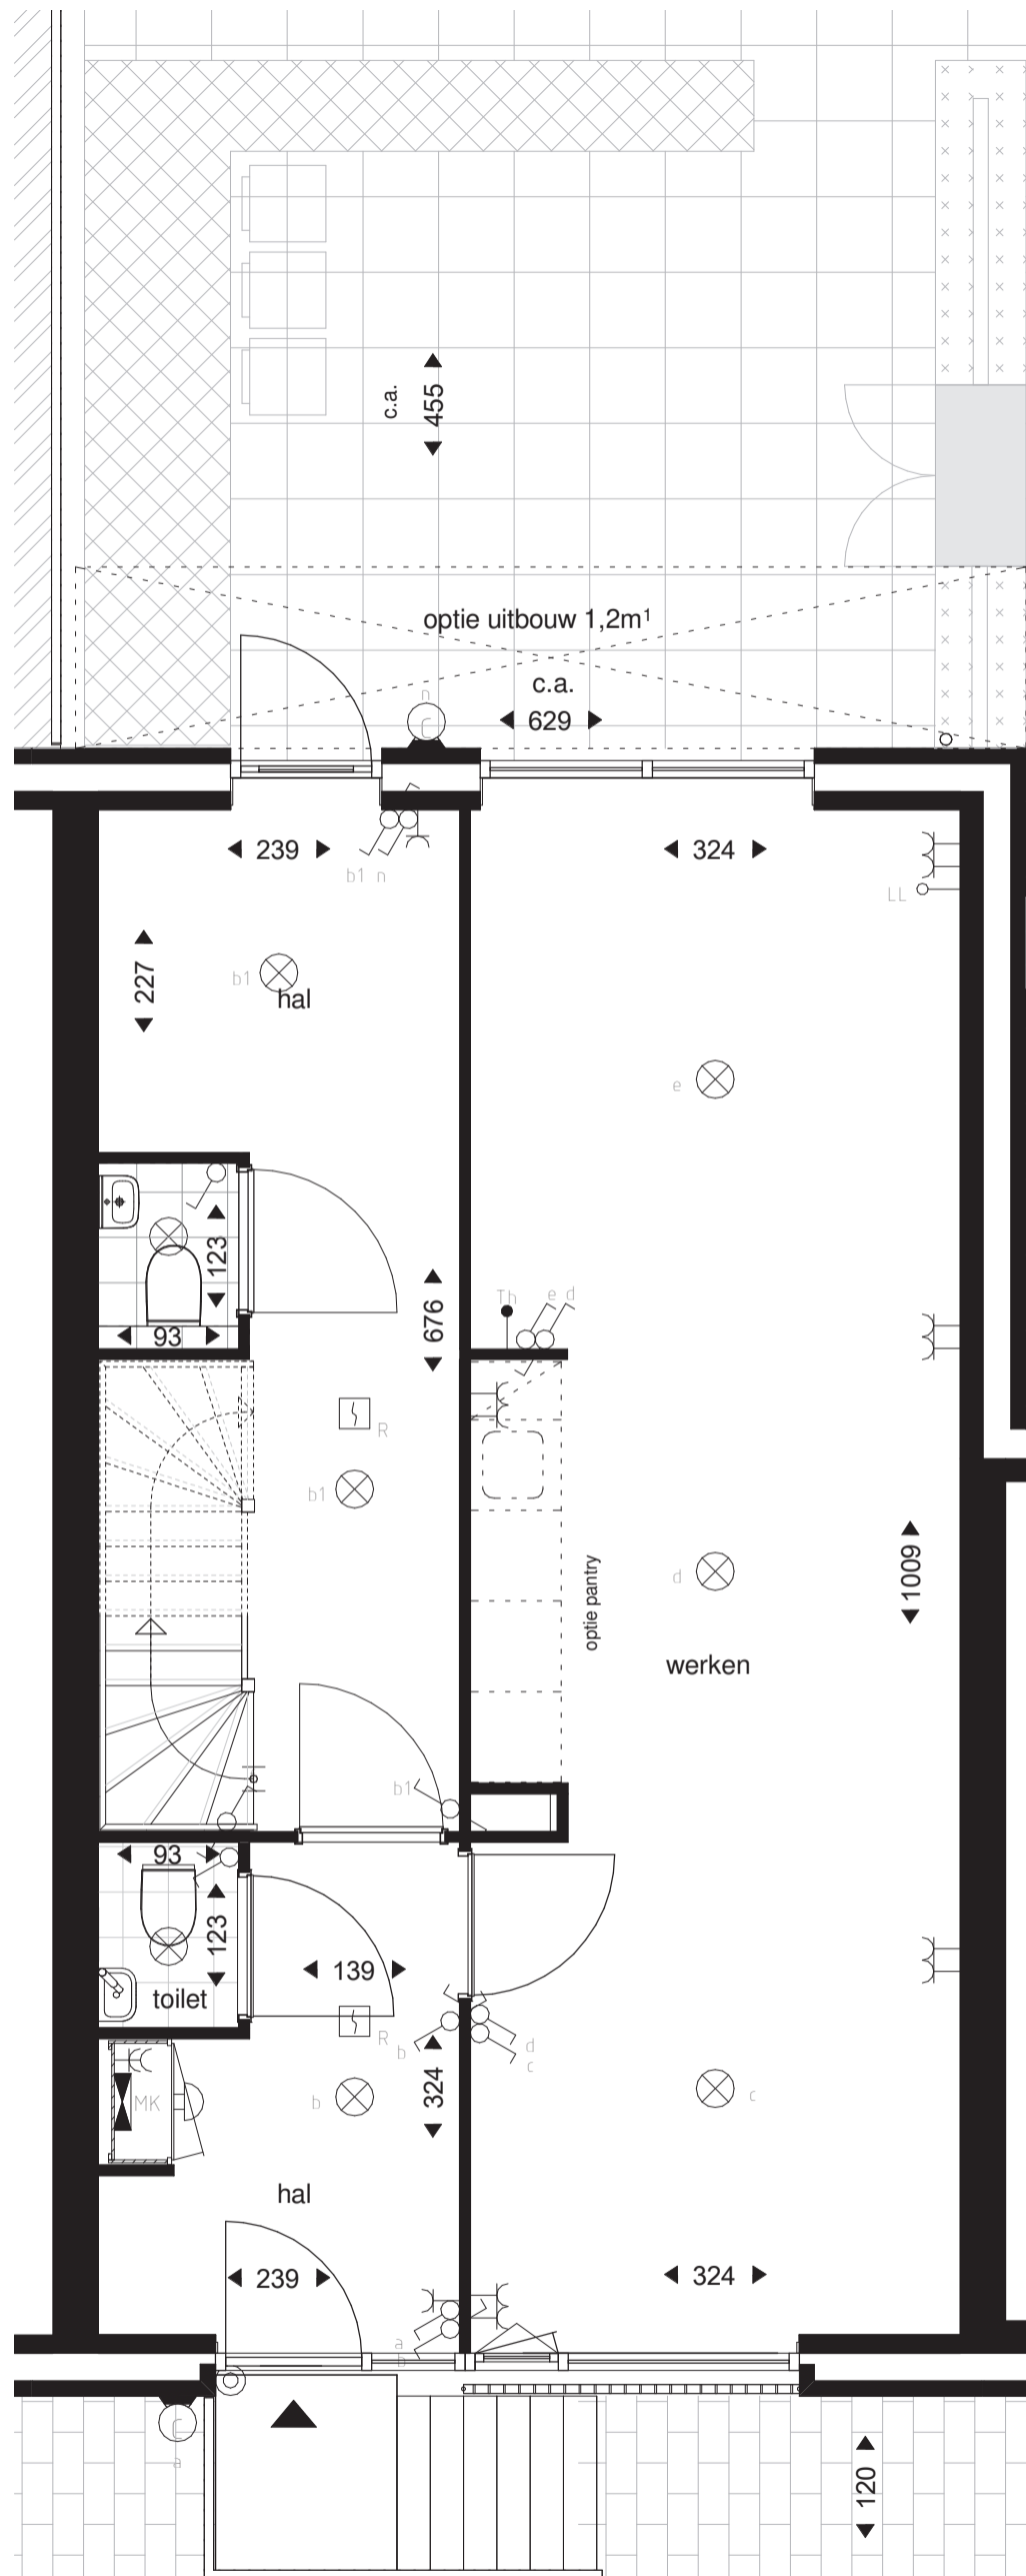 c.a.
455
optie uitbouw 1,2m¹
c.a.
629
n
239
324
b1 n
LL
227
b1
hal
e
123
93
Th
e d
676
R
b1
optie pantry
1009
d
werken
b1
93
123
139
toilet
R
b
d
c
324
MK
b
c
hal
239
324
a
b
a
120